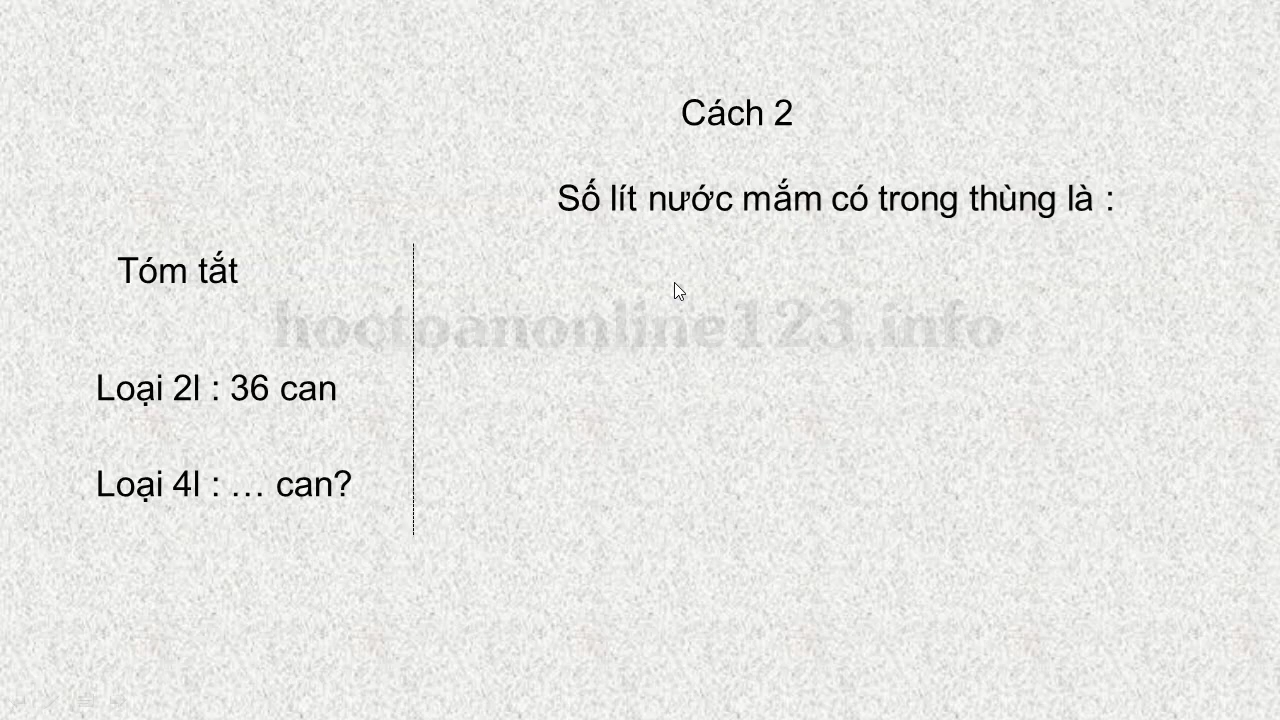 Cách 2
Số lít nước mắm có trong thùng là :
Tóm tắt
hoctoanonline123.info
Loại 2l : 36 can
Loại 4l : … can?